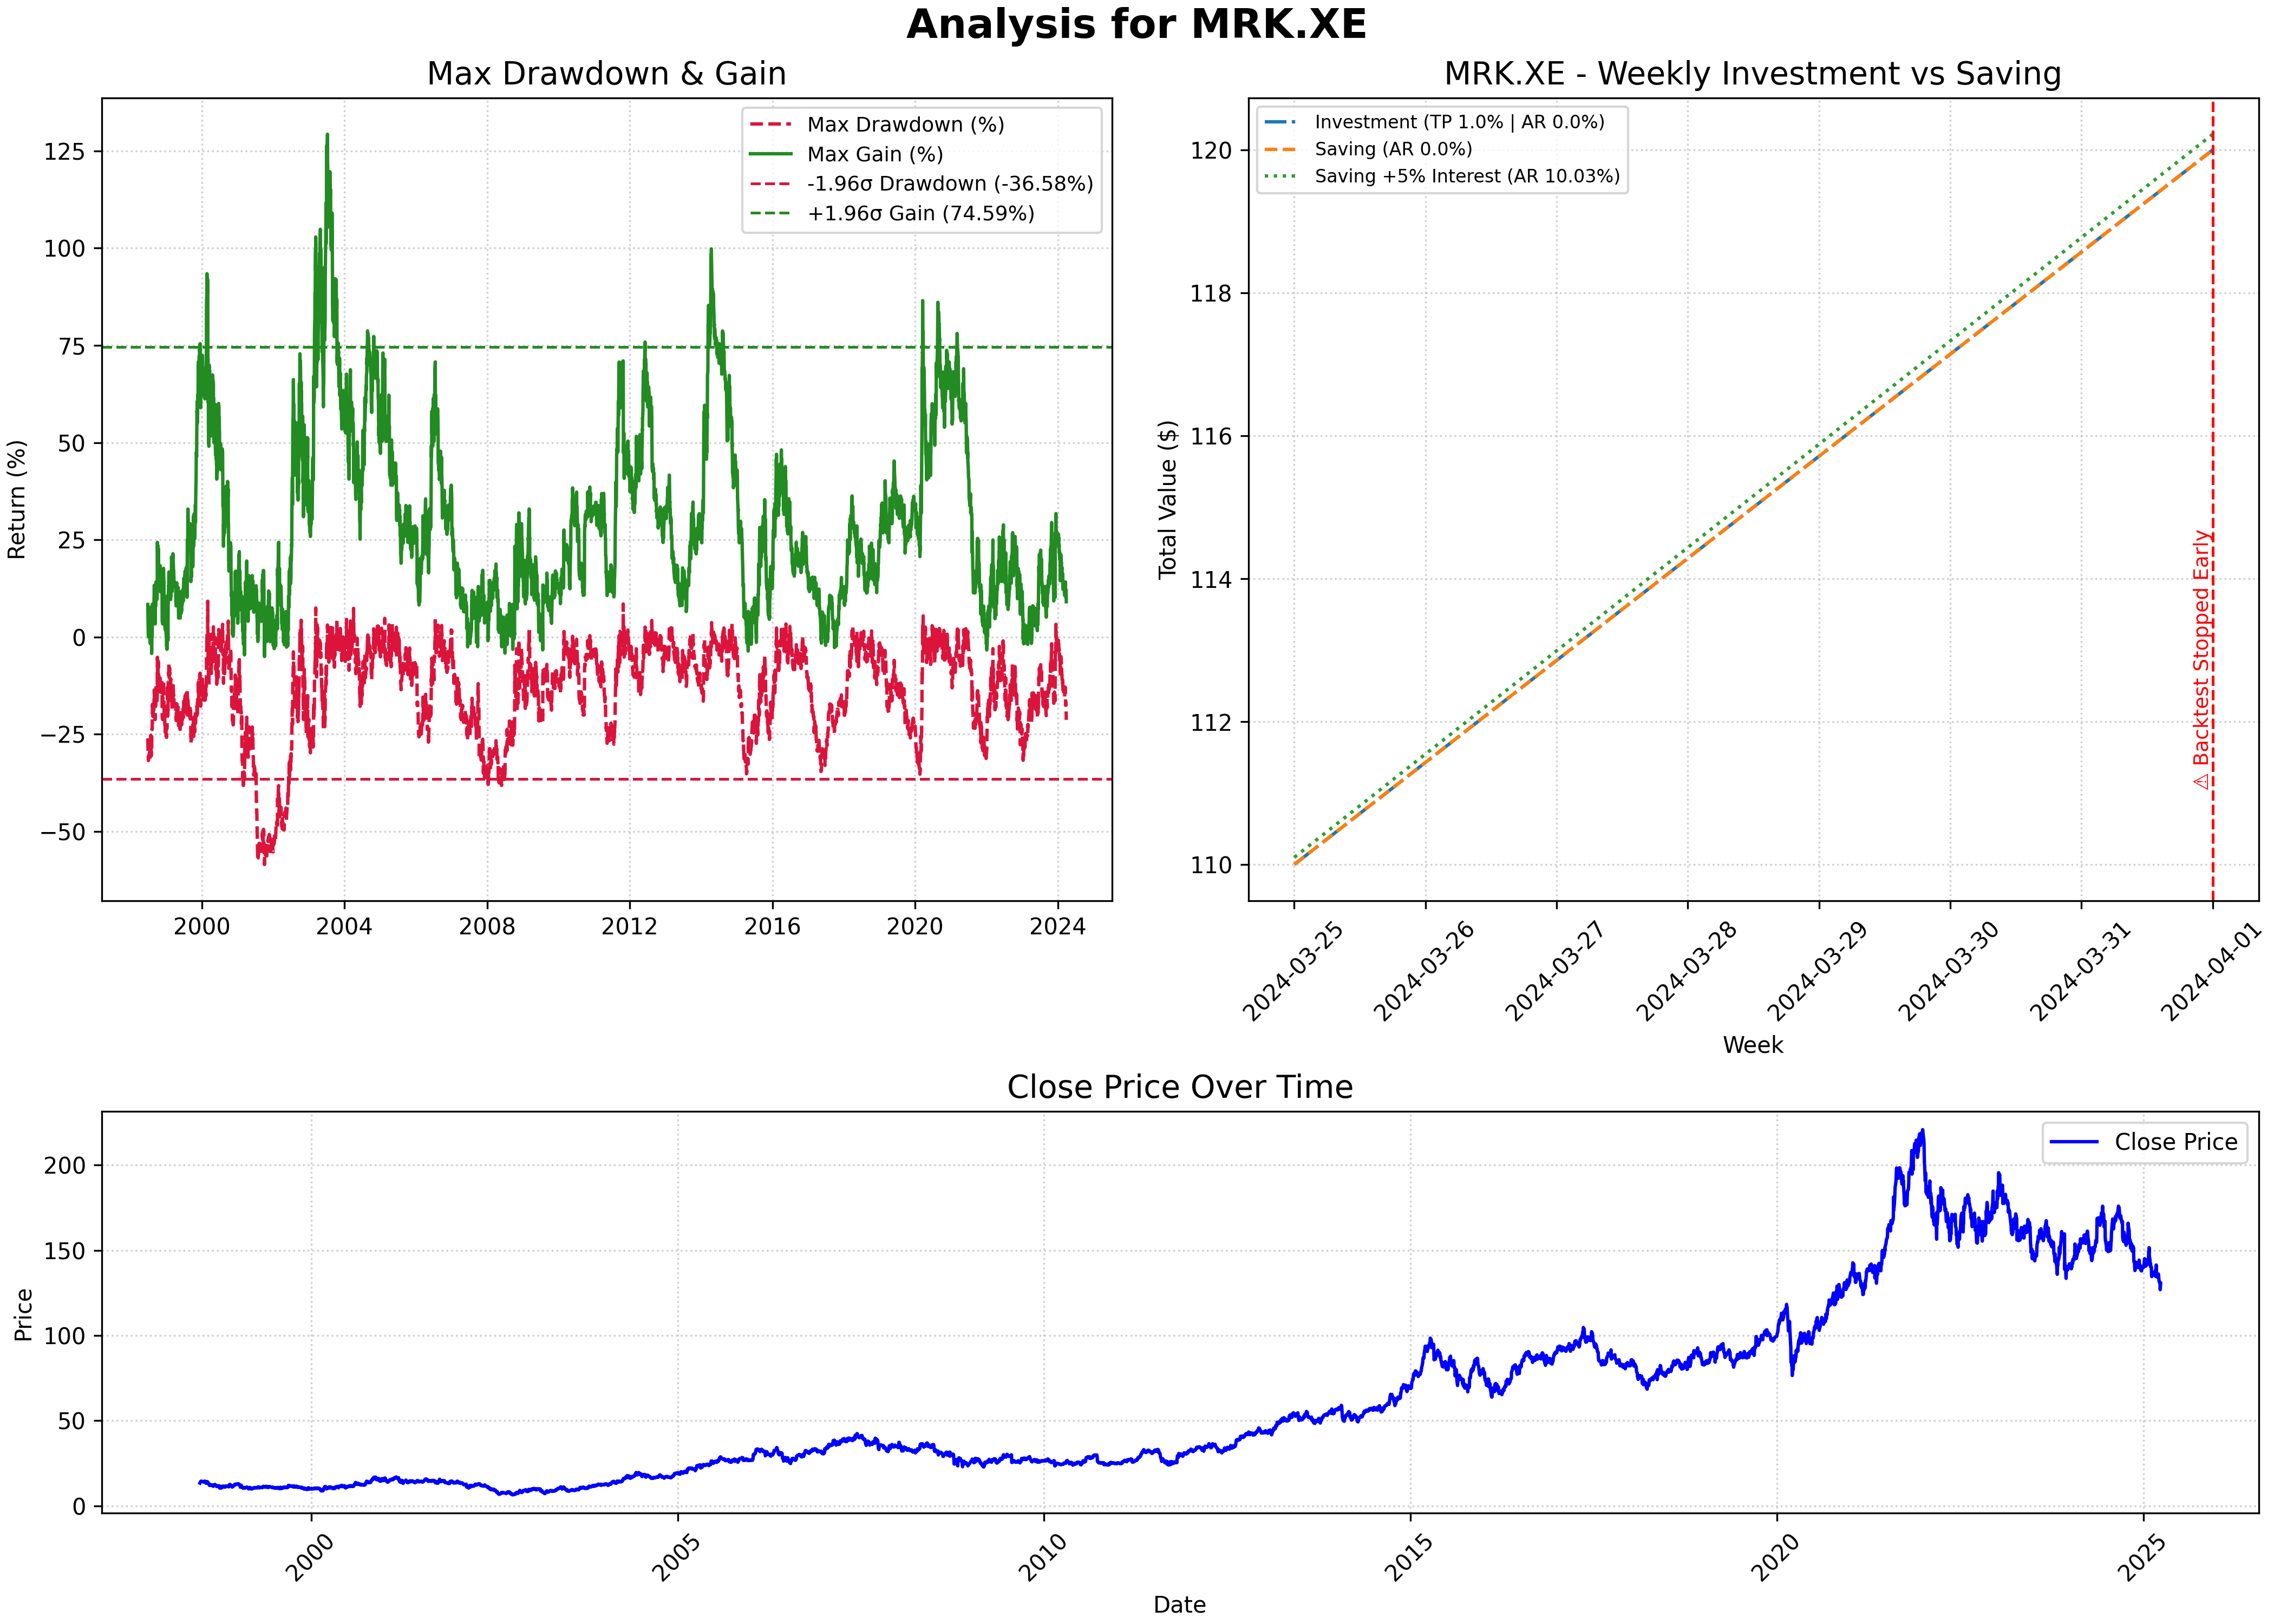 Analysis for MRK.XE
Max Drawdown & Gain
Return (%)
125
100
75
50
25
0
−25
−50
Max Drawdown (%)
Max Gain (%)
-1.96σ Drawdown (-36.58%)
+1.96σ Gain (74.59%)
2000
2004
2008
2012
2016
2020
2024
MRK.XE - Weekly Investment vs Saving
Total Value ($)
120
118
116
114
112
110
Investment (TP 1.0% | AR 0.0%)
Saving (AR 0.0%)
Saving +5% Interest (AR 10.03%)
⚠ Backtest Stopped Early
2024-03-25
2024-03-26
2024-03-27
2024-03-28
2024-03-29
2024-03-30
2024-03-31
2024-04-01
Week
Close Price Over Time
Price
200
150
100
50
0
Close Price
2000
2005
2010
2015
2020
2025
Date